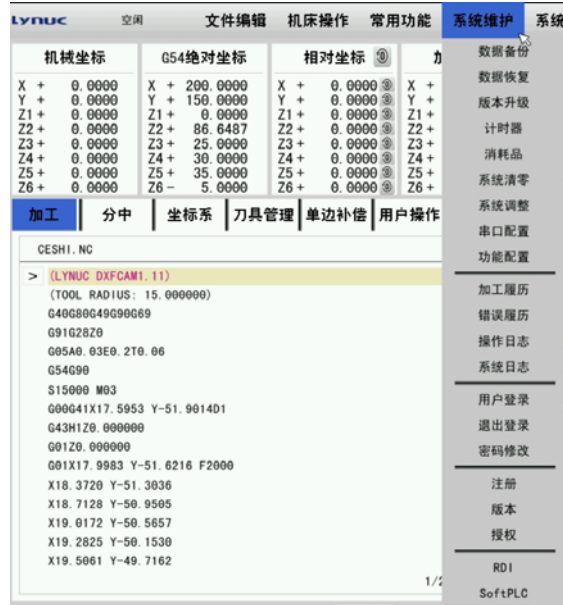 LYNUC 空闲 文件编辑 机床操作 常用功能 系统维护 系统
机械坐标 G54绝对坐标 相对坐标
X + 0.0000 X + 200.0000 X + 0.0000 X +
Y + 0.0000 Y + 150.0000 Y + 0.0000 Y +
Z1 + 0.0000 Z1 + 0.0000 Z1 + 0.0000 Z1 +
Z2 + 0.0000 Z2 + 86.6487 Z2 + 0.0000 Z2 +
Z3 + 0.0000 Z3 + 25.0000 Z3 + 0.0000 Z3 +
Z4 + 0.0000 Z4 + 30.0000 Z4 + 0.0000 Z4 +
Z5 + 0.0000 Z5 + 35.0000 Z5 + 0.0000 Z5 +
Z6 + 0.0000 Z6 - 5.0000 Z6 + 0.0000 Z6 +
加工 分中 坐标系 刀具管理 单边补偿 用户操作
CESHI.NC
> (LYNUC DXFCAM1.11)
(TOOL RADIUS: 15.000000)
G40G80G49G90G69
G91G28Z0
G05A0.03E0.2T0.06
G54G90
S15000 M03
G00G41X17.5953 Y-51.9014D1
G43H1Z0.000000
G01Z0.000000
G01X17.9983 Y-51.6216 F2000
X18.3720 Y-51.3036
X18.7128 Y-50.9505
X19.0172 Y-50.5657
X19.2825 Y-50.1530
X19.5061 Y-49.7162
数据备份
数据恢复
版本升级
计时器
消耗品
系统清零
系统调整
串口配置
功能配置
加工履历
错误履历
操作日志
系统日志
用户登录
退出登录
密码修改
注册
版本
授权
RDI
SoftPLC